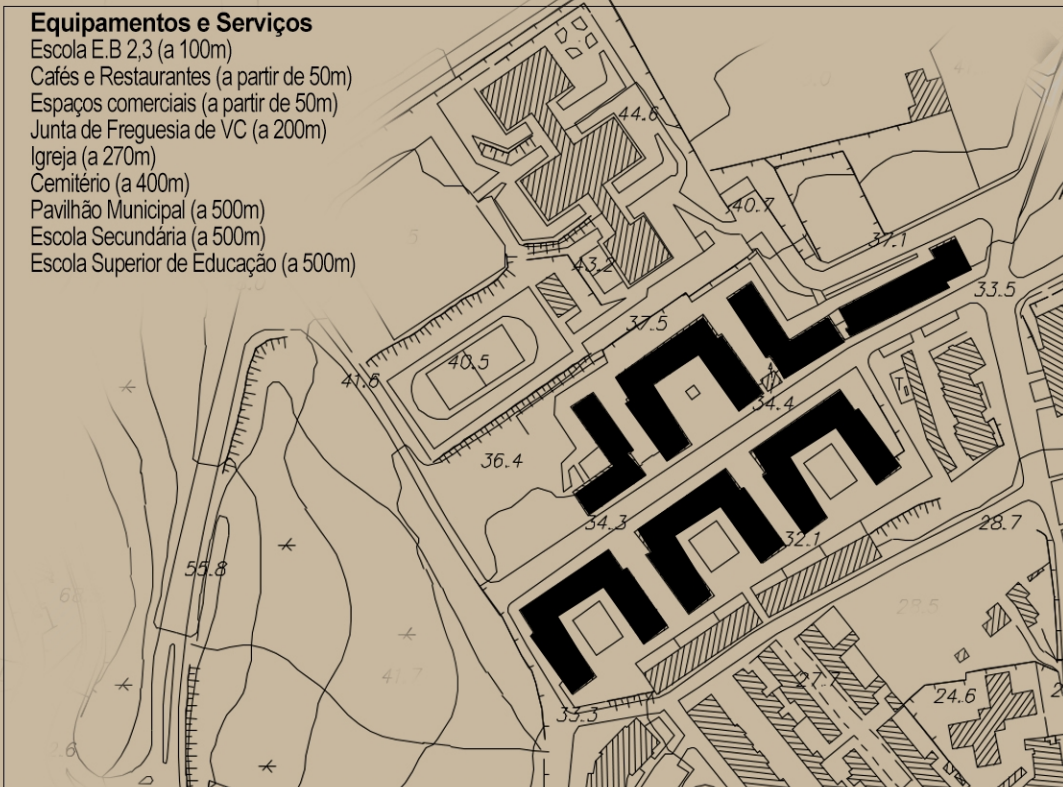 Equipamentos e Serviços
Escola E.B 2,3 (a 100m)
Cafés e Restaurantes (a partir de 50m)
Espaços comerciais (a partir de 50m)
Junta de Freguesia de VC (a 200m)
Igreja (a 270m)
Cemitério (a 400m)
Pavilhão Municipal (a 500m)
Escola Secundária (a 500m)
Escola Superior de Educação (a 500m)
44.6
40.7
37.1
43.2
33.5
37.5
40.5
41.6
34.4
36.4
34.3
32.1
28.7
55.8
28.5
41.7
27.7
24.6
33.3